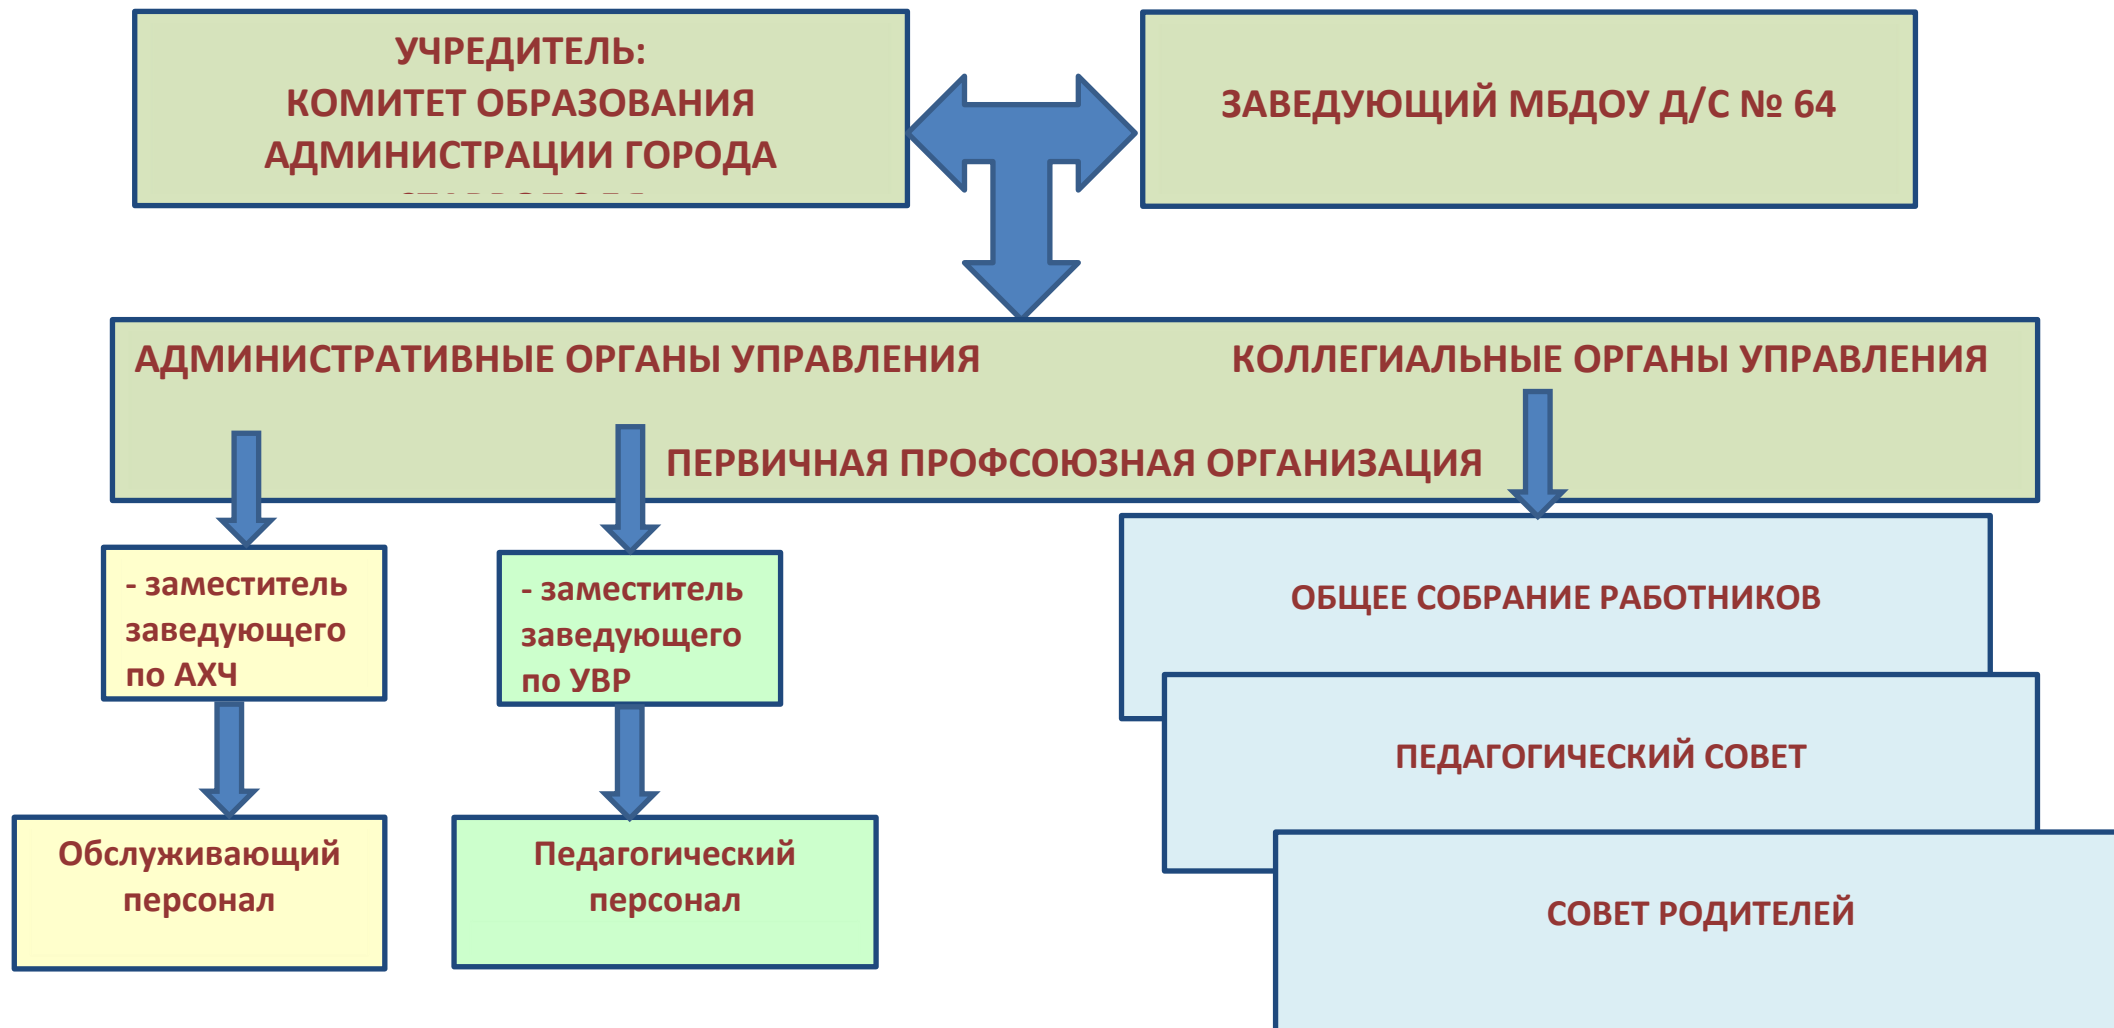 УЧРЕДИТЕЛЬ:
КОМИТЕТ ОБРАЗОВАНИЯ
АДМИНИСТРАЦИИ ГОРОДА
ЗАВЕДУЮЩИЙ МБДОУ Д/С № 64
АДМИНИСТРАТИВНЫЕ ОРГАНЫ УПРАВЛЕНИЯ
КОЛЛЕГИАЛЬНЫЕ ОРГАНЫ УПРАВЛЕНИЯ
ПЕРВИЧНАЯ ПРОФСОЮЗНАЯ ОРГАНИЗАЦИЯ
- заместитель
заведующего
по АХЧ
- заместитель
заведующего
по УВР
Обслуживающий
персонал
Педагогический
персонал
ОБЩЕЕ СОБРАНИЕ РАБОТНИКОВ
ПЕДАГОГИЧЕСКИЙ СОВЕТ
СОВЕТ РОДИТЕЛЕЙ